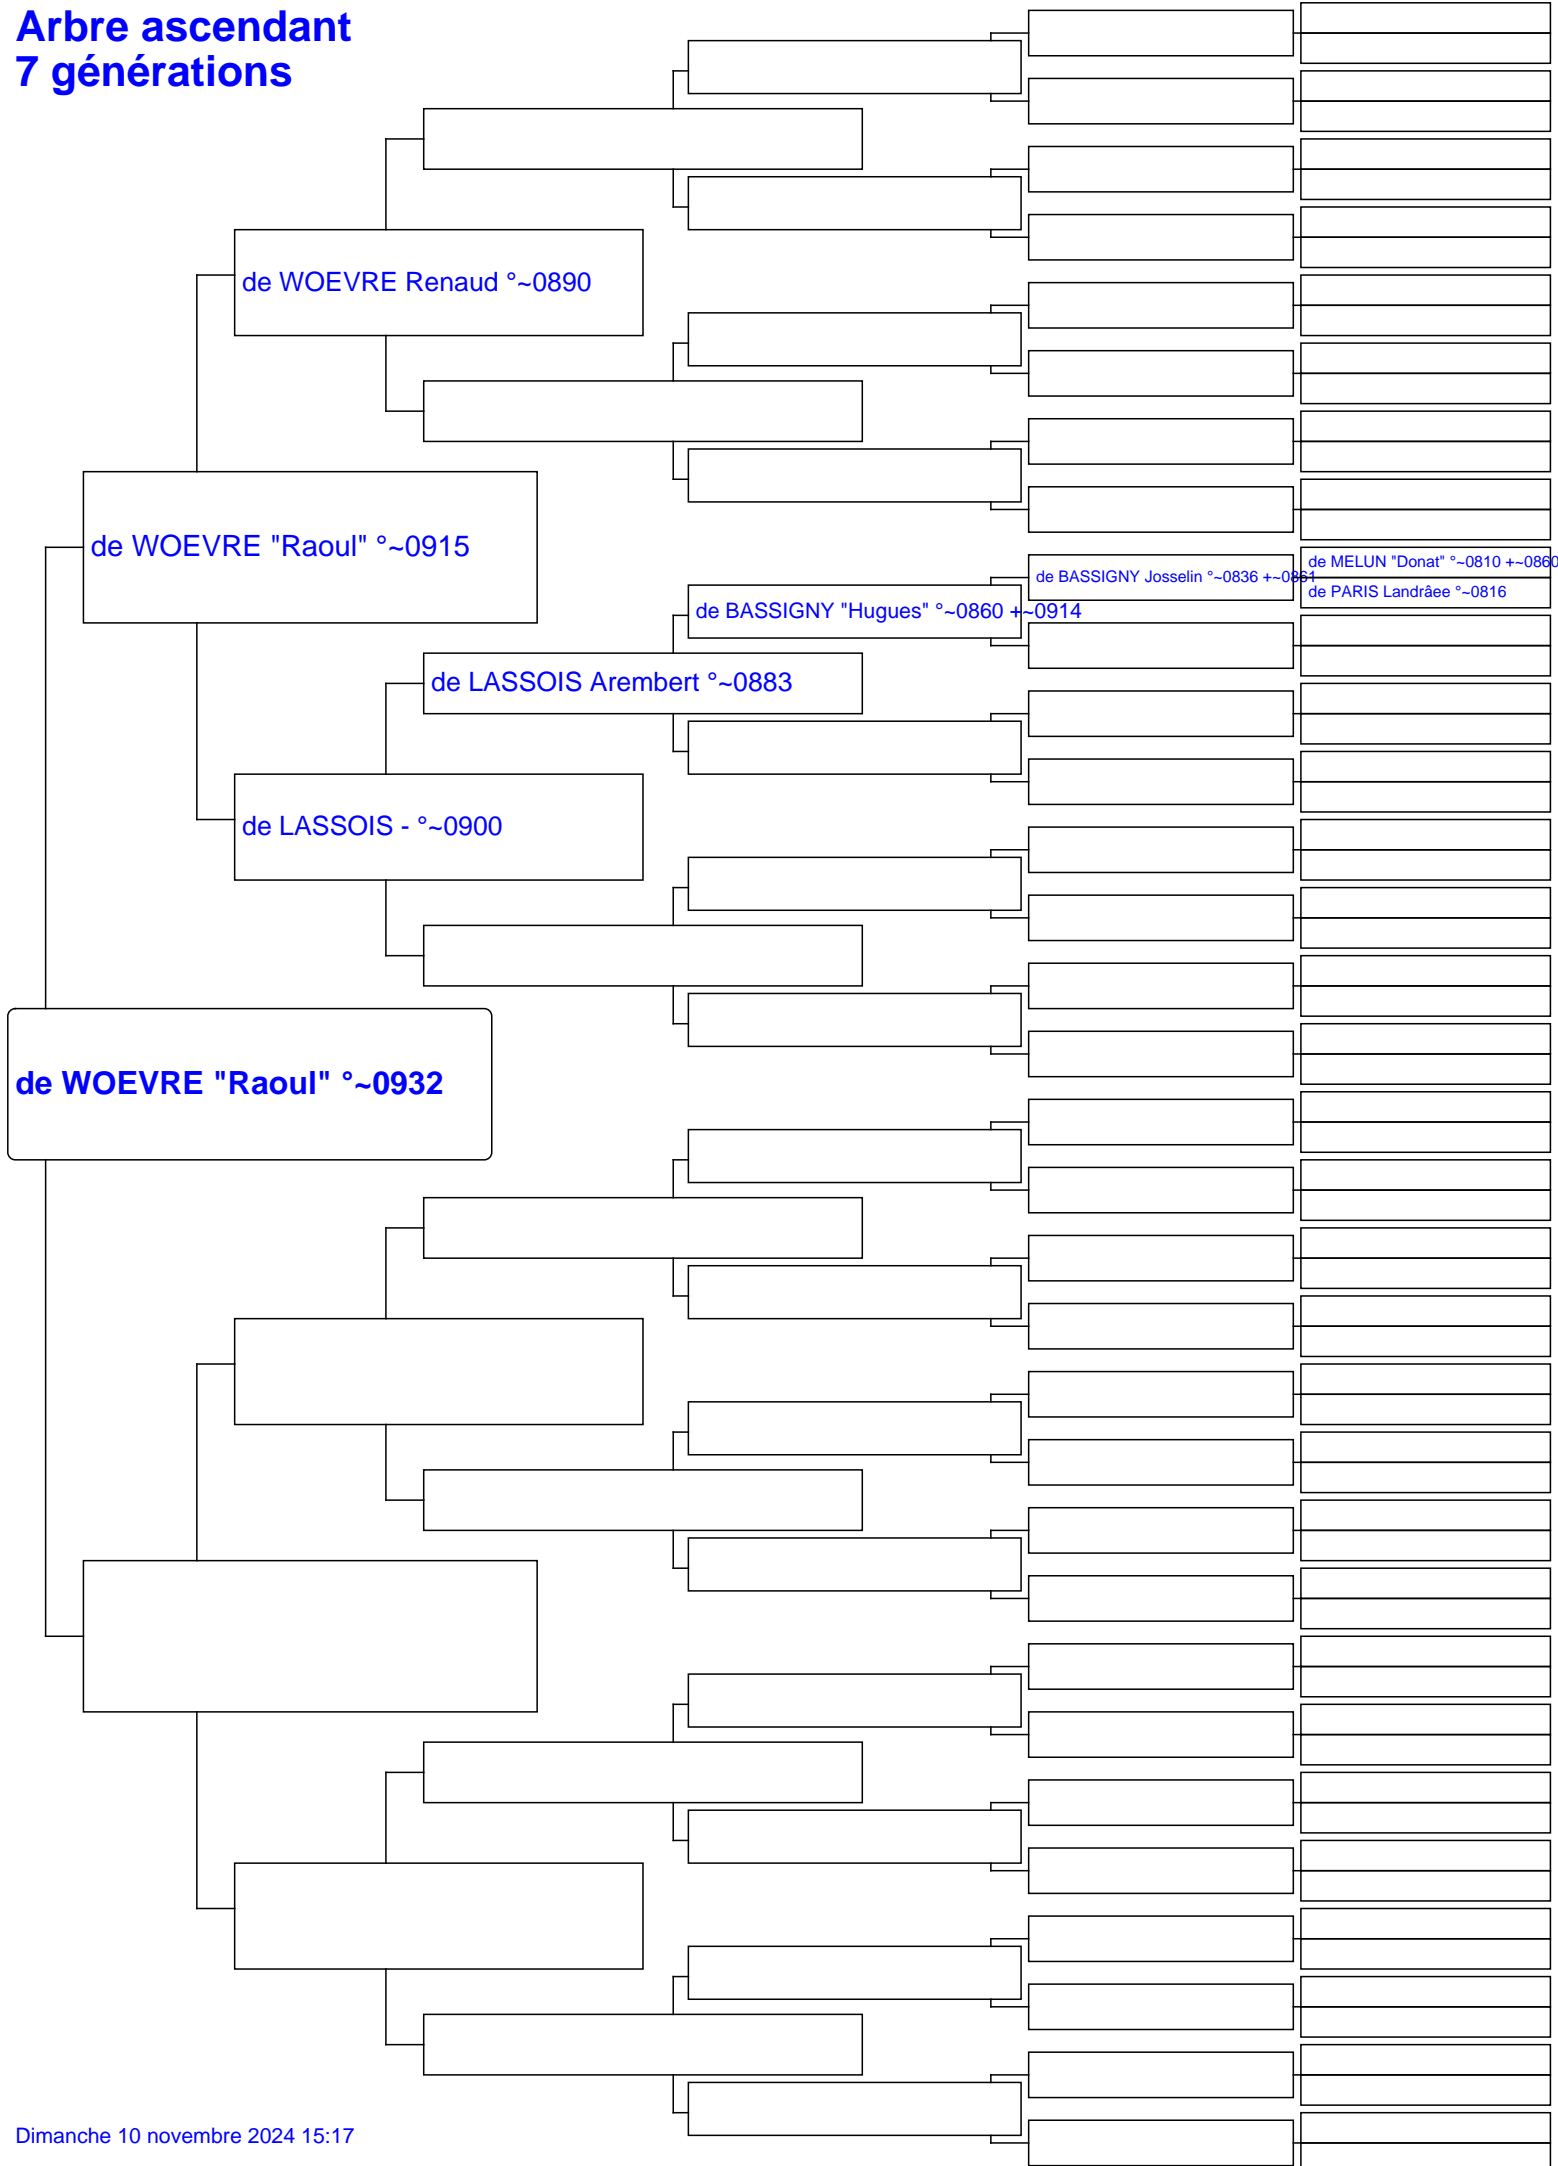 Arbre ascendant
7 générations
de WOEVRE Renaud °~0890
de WOEVRE "Raoul" °~0915
de MELUN "Donat" °~0810 +~0860
de BASSIGNY Josselin °~0836 +~0861
de PARIS Landrâee °~0816
de BASSIGNY "Hugues" °~0860 +~0914
de LASSOIS Arembert °~0883
de LASSOIS - °~0900
de WOEVRE "Raoul" °~0932
Dimanche 10 novembre 2024 15:17